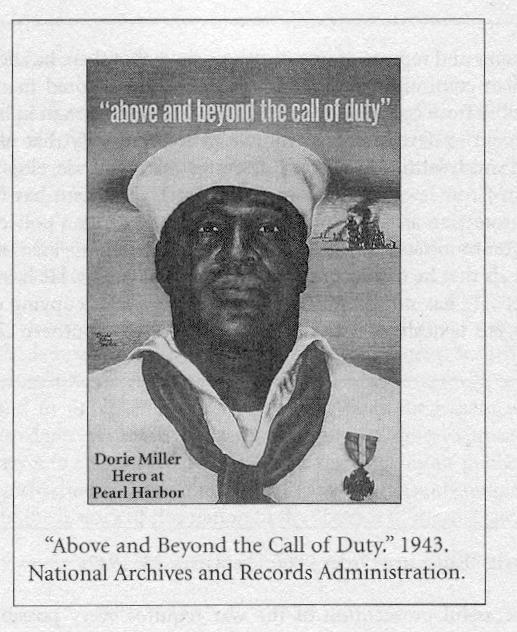 "above and beyond the call of duty"
Dorie Miller
Hero at
Pearl Harbor
"Above and Beyond the Call of Duty." 1943.
National Archives and Records Administration.